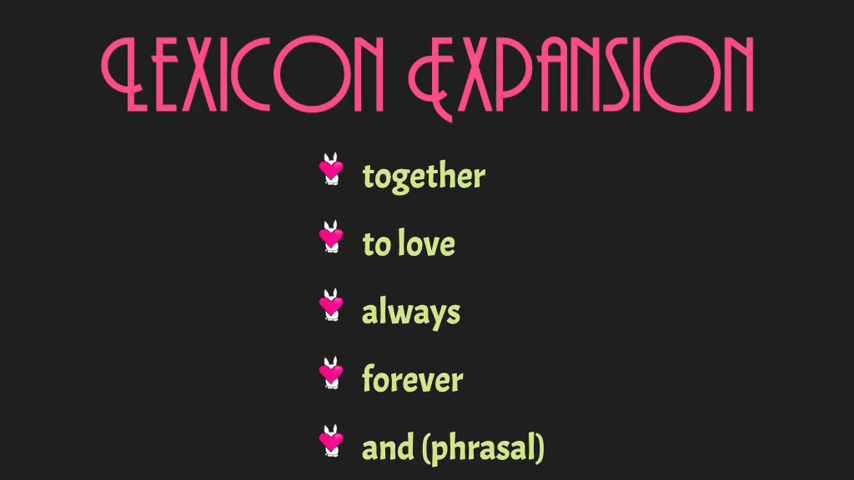 Lexicon Expansion
together
to love
always
forever
and (phrasal)